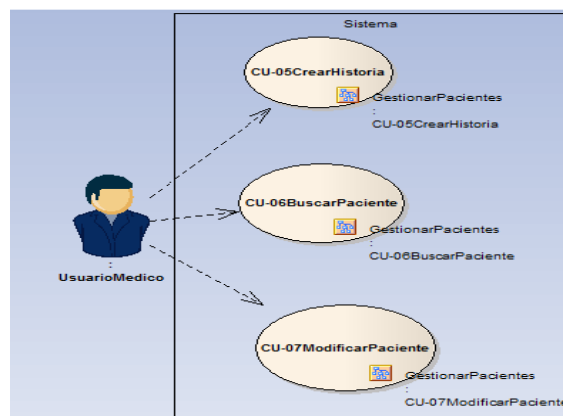 Sistema
CU-05CrearHistoria
GestionarPacientes
:
CU-05CrearHistoria
CU-06BuscarPaciente
GestionarPacientes
:
CU-06BuscarPaciente
:
UsuarioMedico
CU-07ModificarPaciente
GestionarPacientes
:
CU-07ModificarPaciente